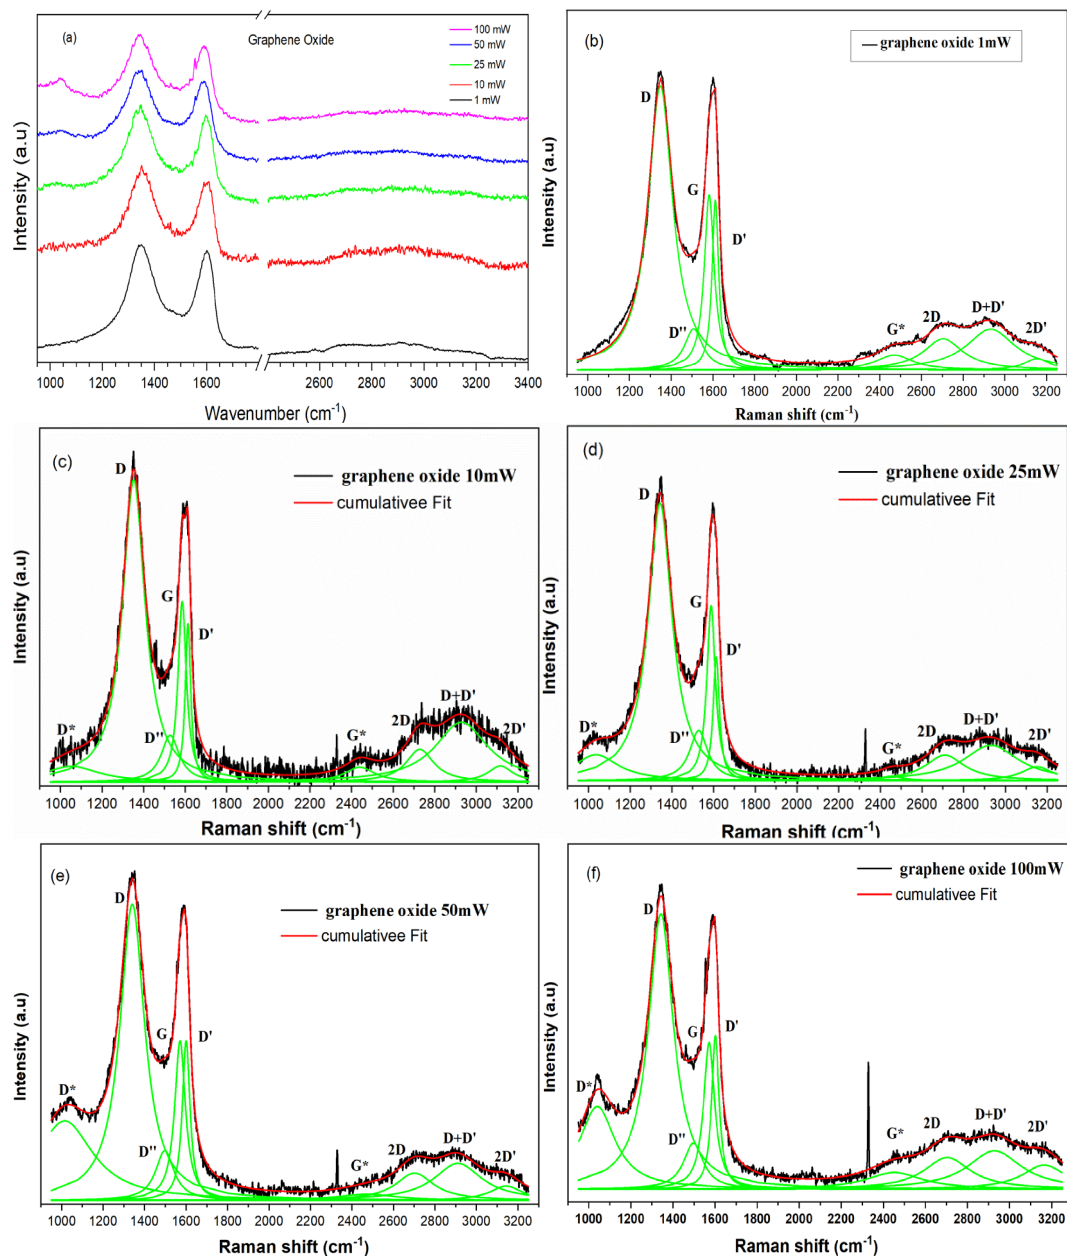 (a)
Graphene Oxide
100 mW
50 mW
25 mW
10 mW
1 mW
Intensity (a.u)
1000 1200 1400 1600 2600 2800 3000 3200 3400
Wavenumber (cm-1)
(b)
graphene oxide 1mW
D
G
D'
D''
G*
2D
D+D'
2D'
Intensity (a.u)
1000 1200 1400 1600 1800 2000 2200 2400 2600 2800 3000 3200
Raman shift (cm-1)
(c)
graphene oxide 10mW
cumulativee Fit
D
G
D'
D*
D''
G*
2D
D+D'
2D'
Intensity (a.u)
1000 1200 1400 1600 1800 2000 2200 2400 2600 2800 3000 3200
Raman shift (cm-1)
(d)
graphene oxide 25mW
cumulativee Fit
D
G
D'
D*
D''
G*
2D
D+D'
2D'
Intensity (a.u)
1000 1200 1400 1600 1800 2000 2200 2400 2600 2800 3000 3200
Raman shift (cm-1)
(e)
graphene oxide 50mW
cumulativee Fit
D
G
D'
D*
D''
G*
2D
D+D'
2D'
Intensity (a.u)
1000 1200 1400 1600 1800 2000 2200 2400 2600 2800 3000 3200
Raman shift (cm-1)
(f)
graphene oxide 100mW
cumulativee Fit
D
G
D'
D*
D''
G*
2D
D+D'
2D'
Intensity (a.u)
1000 1200 1400 1600 1800 2000 2200 2400 2600 2800 3000 3200
Raman shift (cm-1)